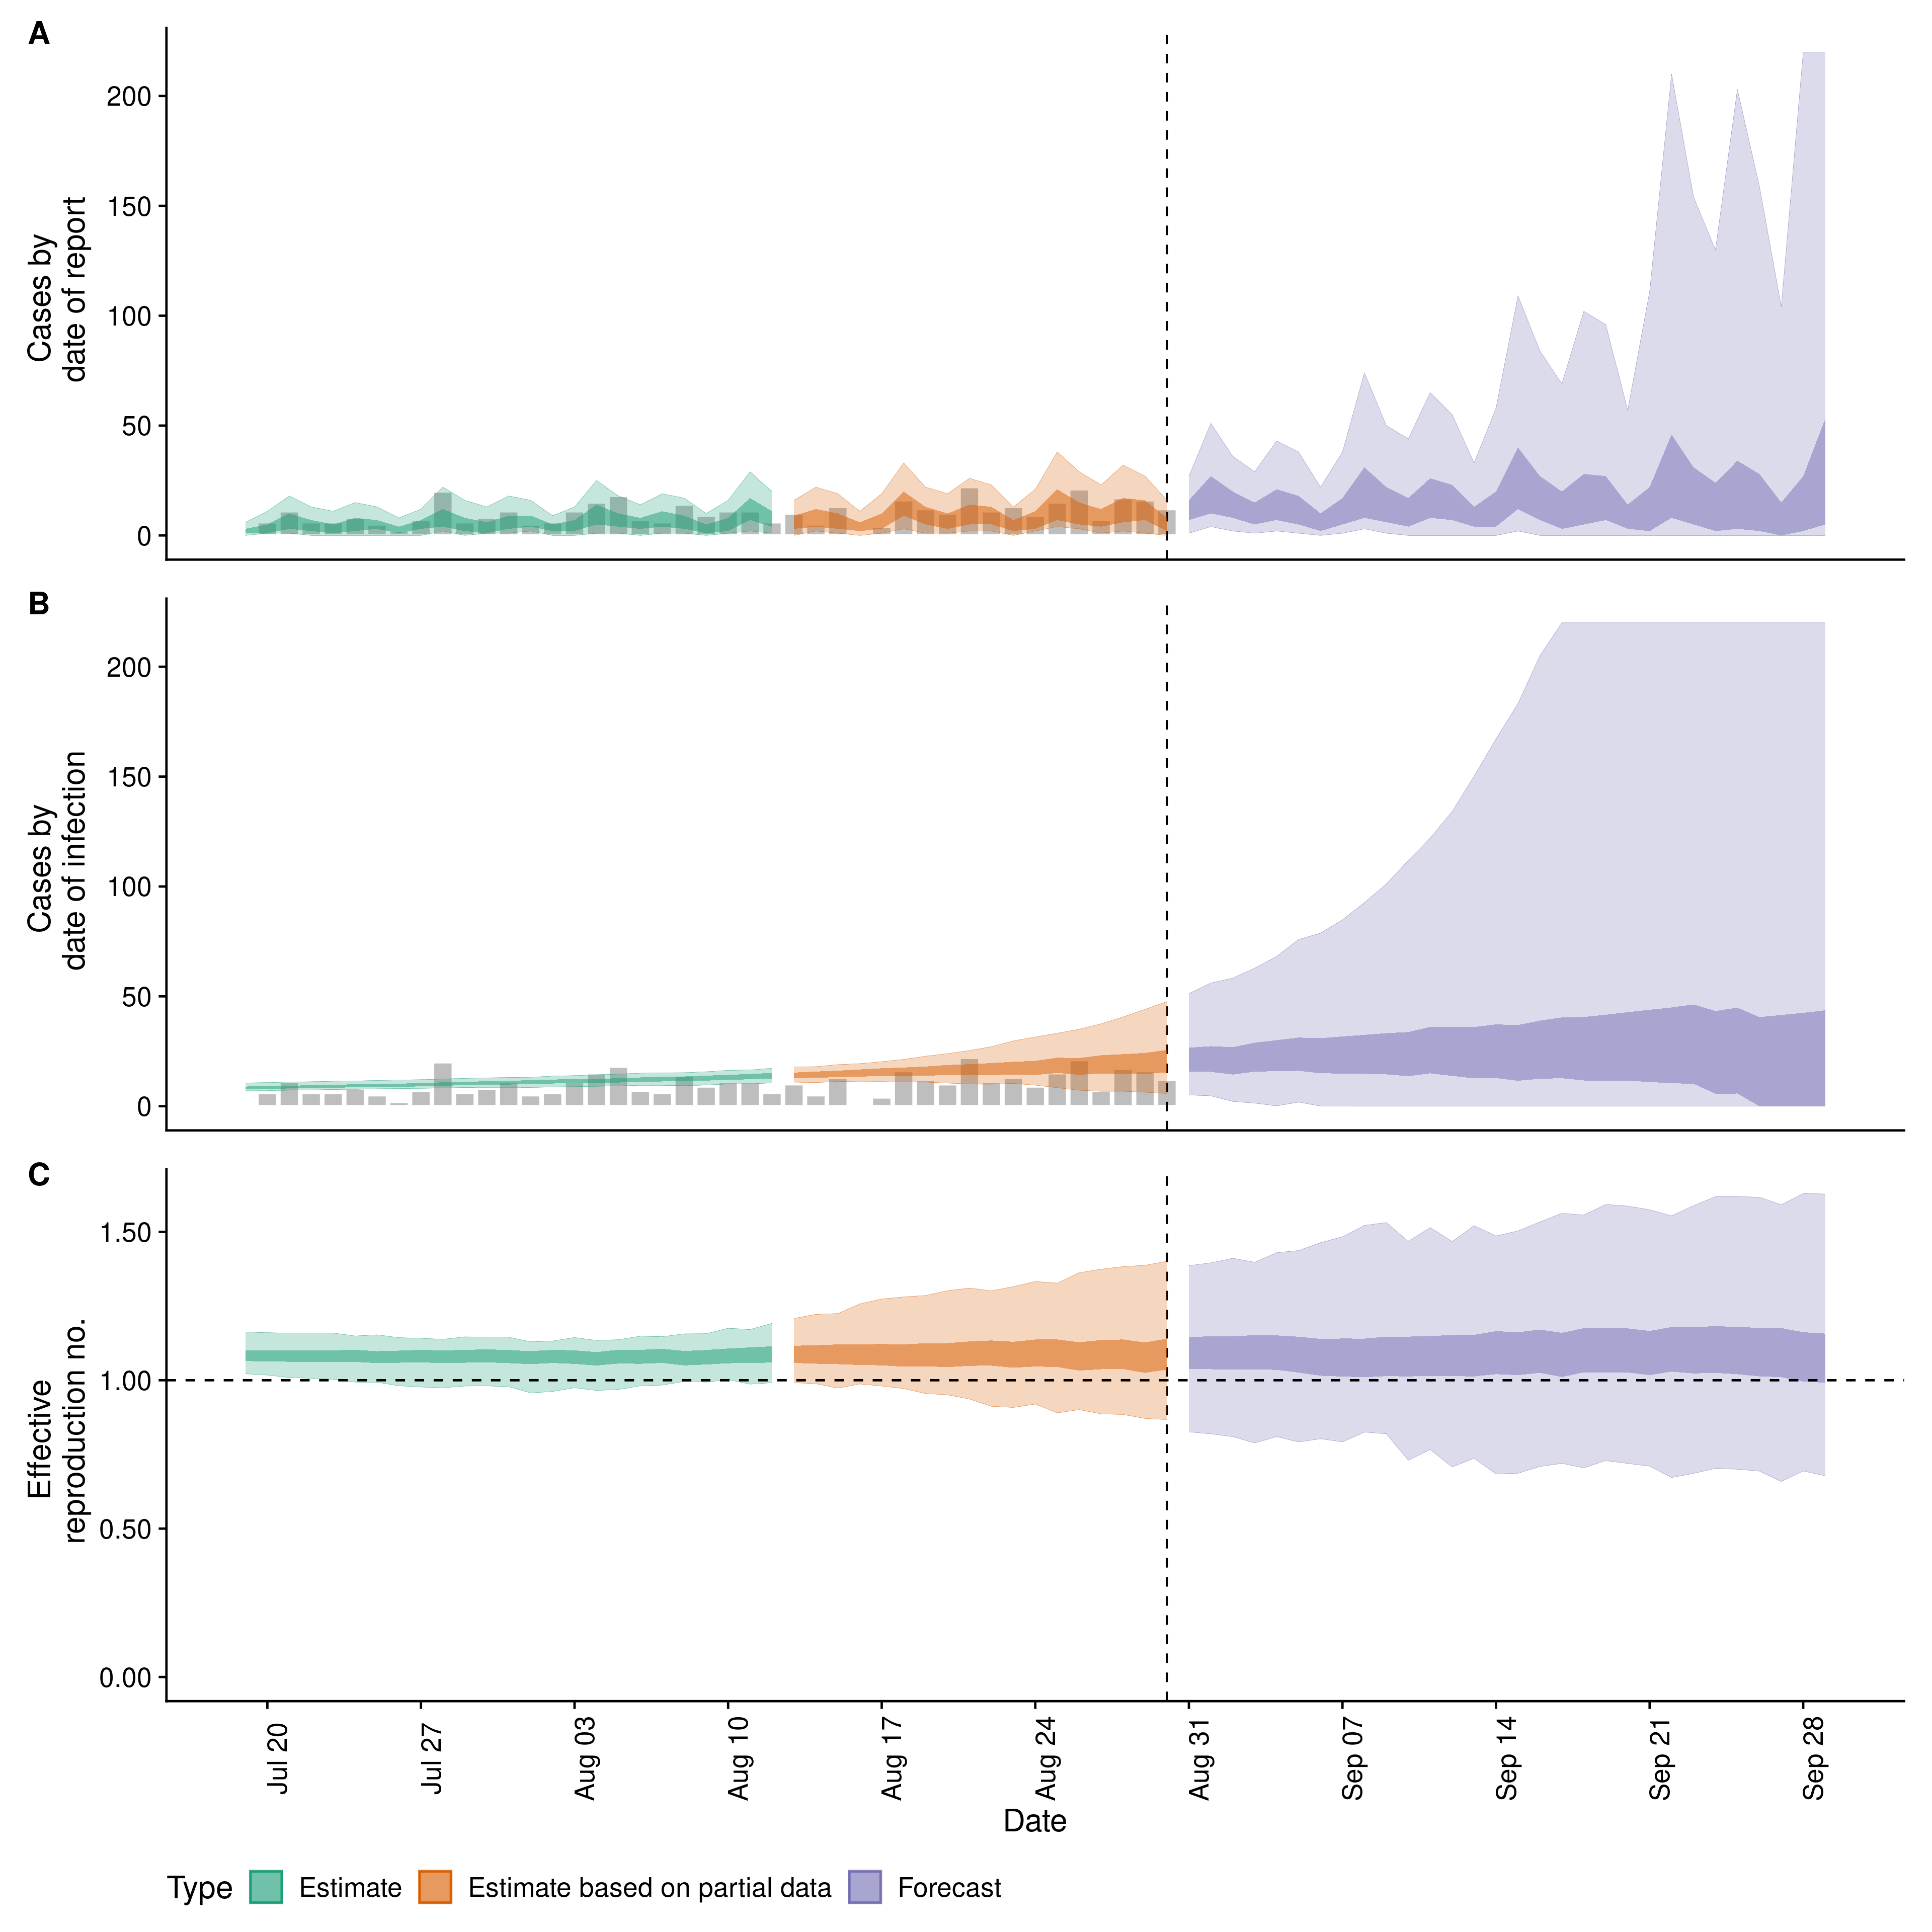 A
200
150
100
50
0
Cases by
date of report
B
200
150
100
50
0
Cases by
date of infection
C
1.50
1.00
0.50
0.00
Effective
reproduction no.
Jul 20
Jul 27
Aug 03
Aug 10
Aug 17
Aug 24
Aug 31
Sep 07
Sep 14
Sep 21
Sep 28
Date
Type Estimate Estimate based on partial data Forecast